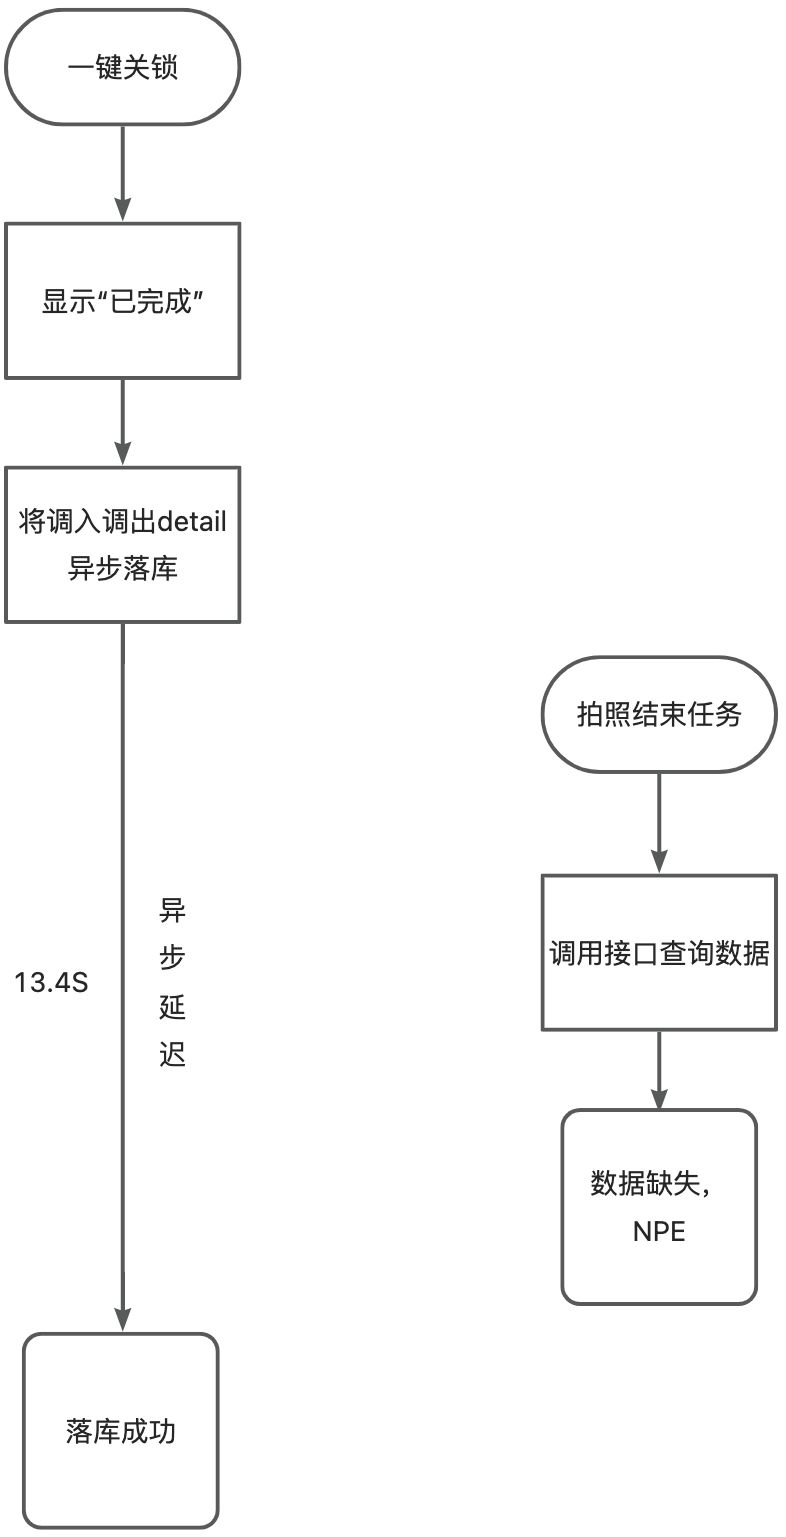 一键关锁
显示“已完成”
将调入调出detail
异步落库
13.4S
异
步
延
迟
落库成功
拍照结束任务
调用接口查询数据
数据缺失，
NPE